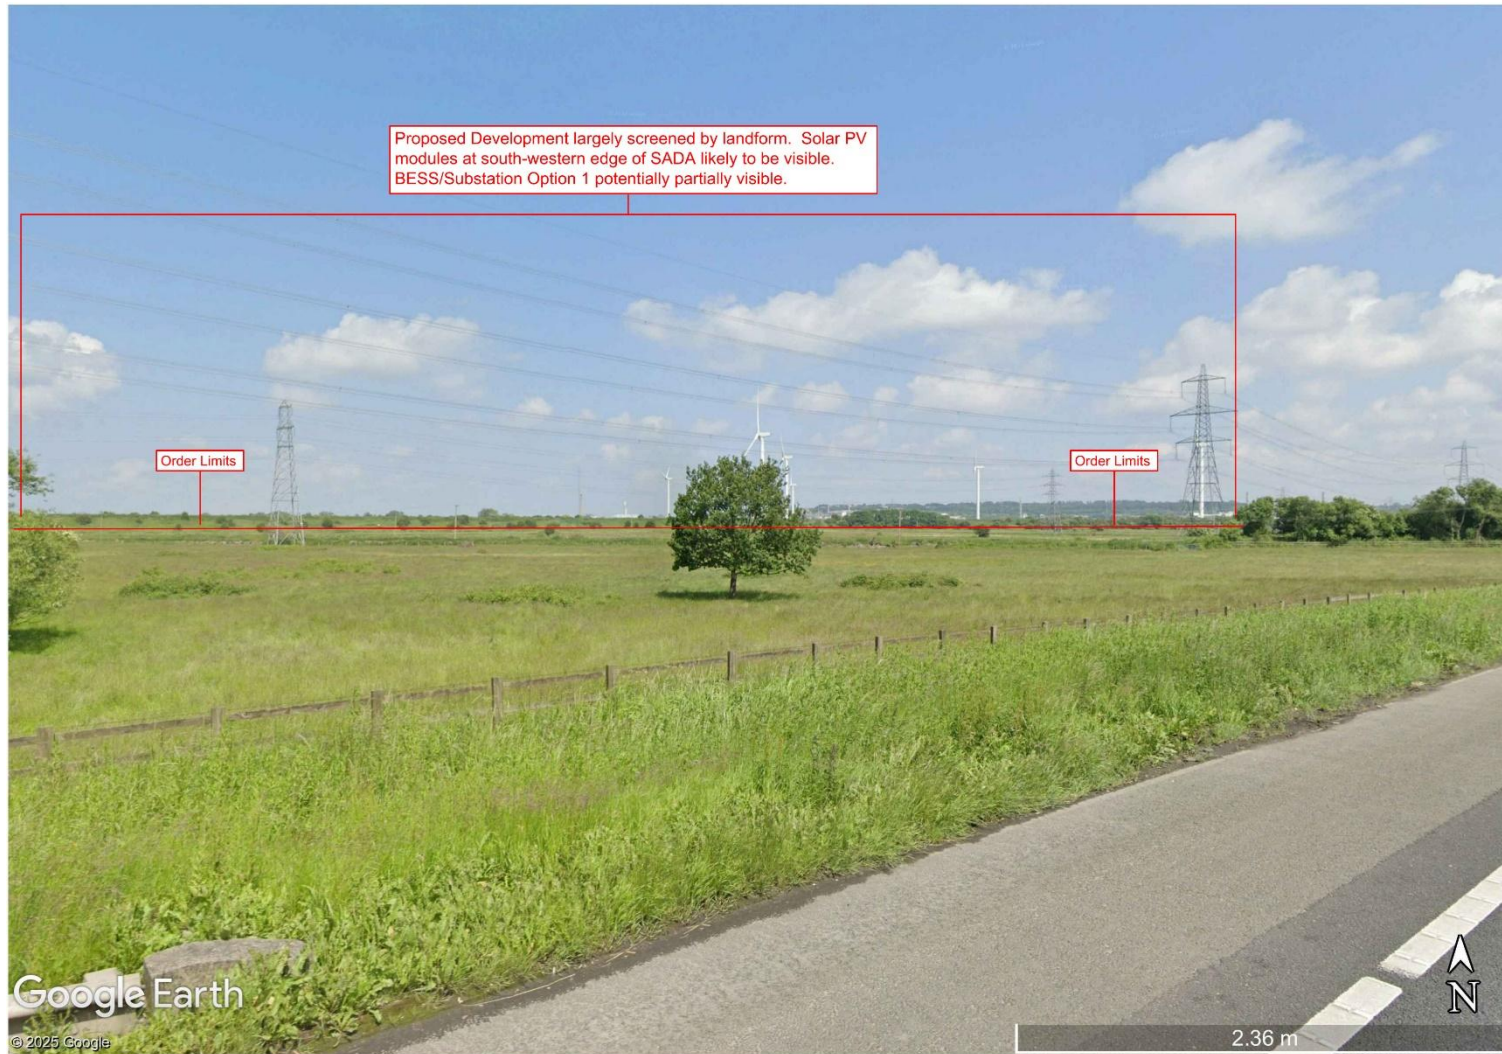 Proposed Development largely screened by landform. Solar PV
modules at south-western edge of SADA likely to be visible.
BESS/Substation Option 1 potentially partially visible.
Order Limits
Order Limits
Google Earth
N
© 2025 Google
2.36 m